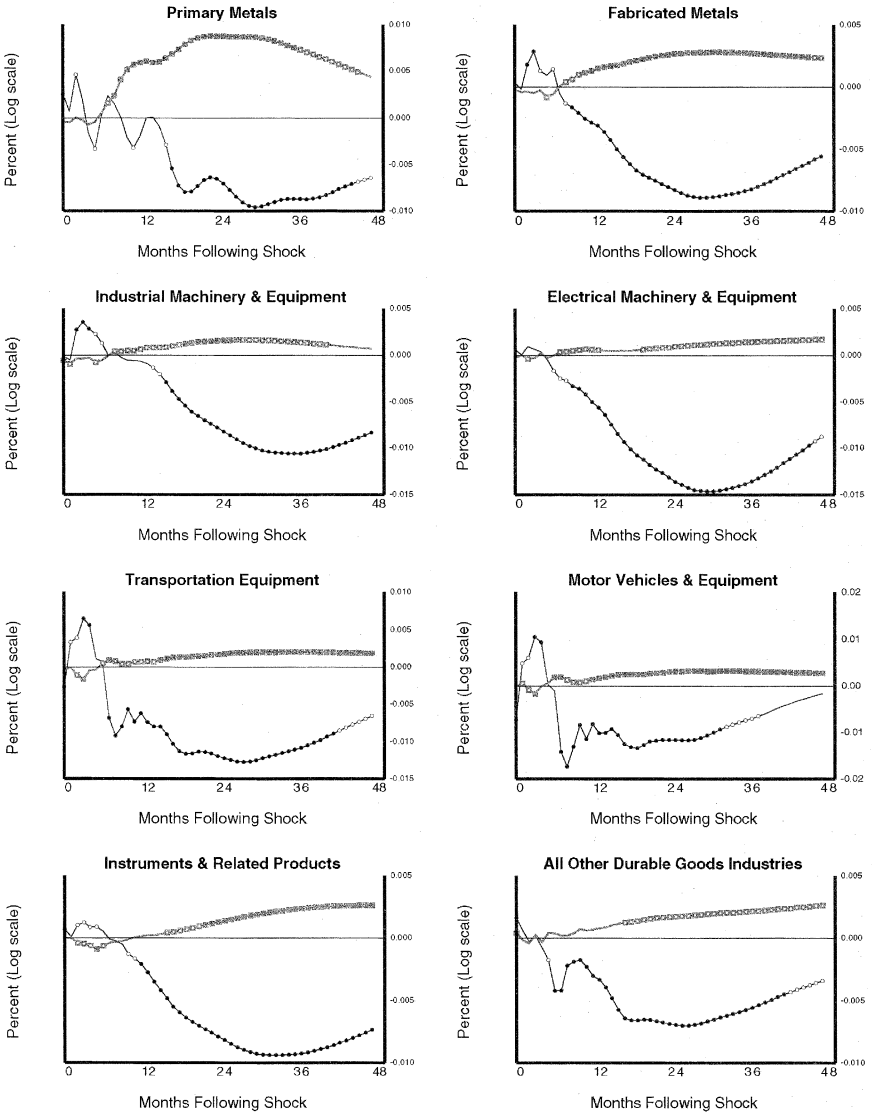 Primary Metals
Percent (Log scale)
0.010
0.005
0.000
-0.005
-0.010
0 12 24 36 48
Months Following Shock
Fabricated Metals
Percent (Log scale)
0.005
0.000
-0.005
-0.010
0 12 24 36 48
Months Following Shock
Industrial Machinery & Equipment
Percent (Log scale)
0.005
0.000
-0.005
-0.010
-0.015
0 12 24 36 48
Months Following Shock
Electrical Machinery & Equipment
Percent (Log scale)
0.005
0.000
-0.005
-0.010
-0.015
0 12 24 36 48
Months Following Shock
Transportation Equipment
Percent (Log scale)
0.010
0.005
0.000
-0.005
-0.010
-0.015
0 12 24 36 48
Months Following Shock
Motor Vehicles & Equipment
Percent (Log scale)
0.02
0.01
0.00
-0.01
-0.02
0 12 24 36 48
Months Following Shock
Instruments & Related Products
Percent (Log scale)
0.005
0.000
-0.005
-0.010
0 12 24 36 48
Months Following Shock
All Other Durable Goods Industries
Percent (Log scale)
0.005
0.000
-0.005
-0.010
0 12 24 36 48
Months Following Shock